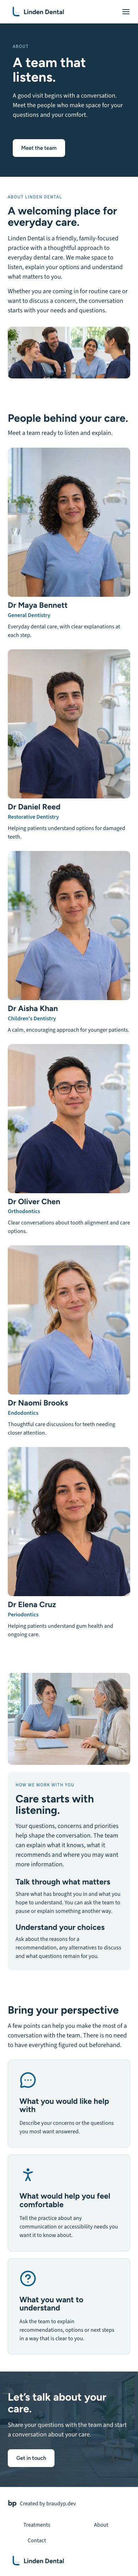 Linden Dental
ABOUT
A team that
listens.
A good visit begins with a conversation.
Meet the people who make space for your
questions and your comfort.
Meet the team
ABOUT LINDEN DENTAL
A welcoming place for
everyday care.
Linden Dental is a friendly, family-focused
practice with a thoughtful approach to
everyday dental care. We make space to
listen, explain your options and understand
what matters to you.
Whether you are coming in for routine care or
want to discuss a concern, the conversation
starts with your needs and questions.
People behind your care.
Meet a team ready to listen and explain.
Dr Maya Bennett
General Dentistry
Everyday dental care, with clear explanations at
each step.
Dr Daniel Reed
Restorative Dentistry
Helping patients understand options for damaged
teeth.
Dr Aisha Khan
Children's Dentistry
A calm, encouraging approach for younger patients.
Dr Oliver Chen
Orthodontics
Clear conversations about tooth alignment and care
options.
Dr Naomi Brooks
Endodontics
Thoughtful care discussions for teeth needing
closer attention.
Dr Elena Cruz
Periodontics
Helping patients understand gum health and
ongoing care.
HOW WE WORK WITH YOU
Care starts with
listening.
Your questions, concerns and priorities
help shape the conversation. The team
can explain what it knows, what it
recommends and where you may want
more information.
Talk through what matters
Share what has brought you in and what you
hope to understand. You can ask the team to
pause or explain something another way.
Understand your choices
Ask about the reasons for a
recommendation, any alternatives to discuss
and what questions remain for you.
Bring your perspective
A few points can help you make the most of a
conversation with the team. There is no need
to have everything figured out beforehand.
What you would like help
with
Describe your concerns or the questions
you most want answered.
What would help you feel
comfortable
Tell the practice about any
communication or accessibility needs you
want it to know about.
What you want to
understand
Ask the team to explain
recommendations, options or next steps
in a way that is clear to you.
Let's talk about your
care.
Share your questions with the team and start
a conversation about your care.
Get in touch
bp Created by braudyp.dev
Treatments About
Contact
Linden Dental